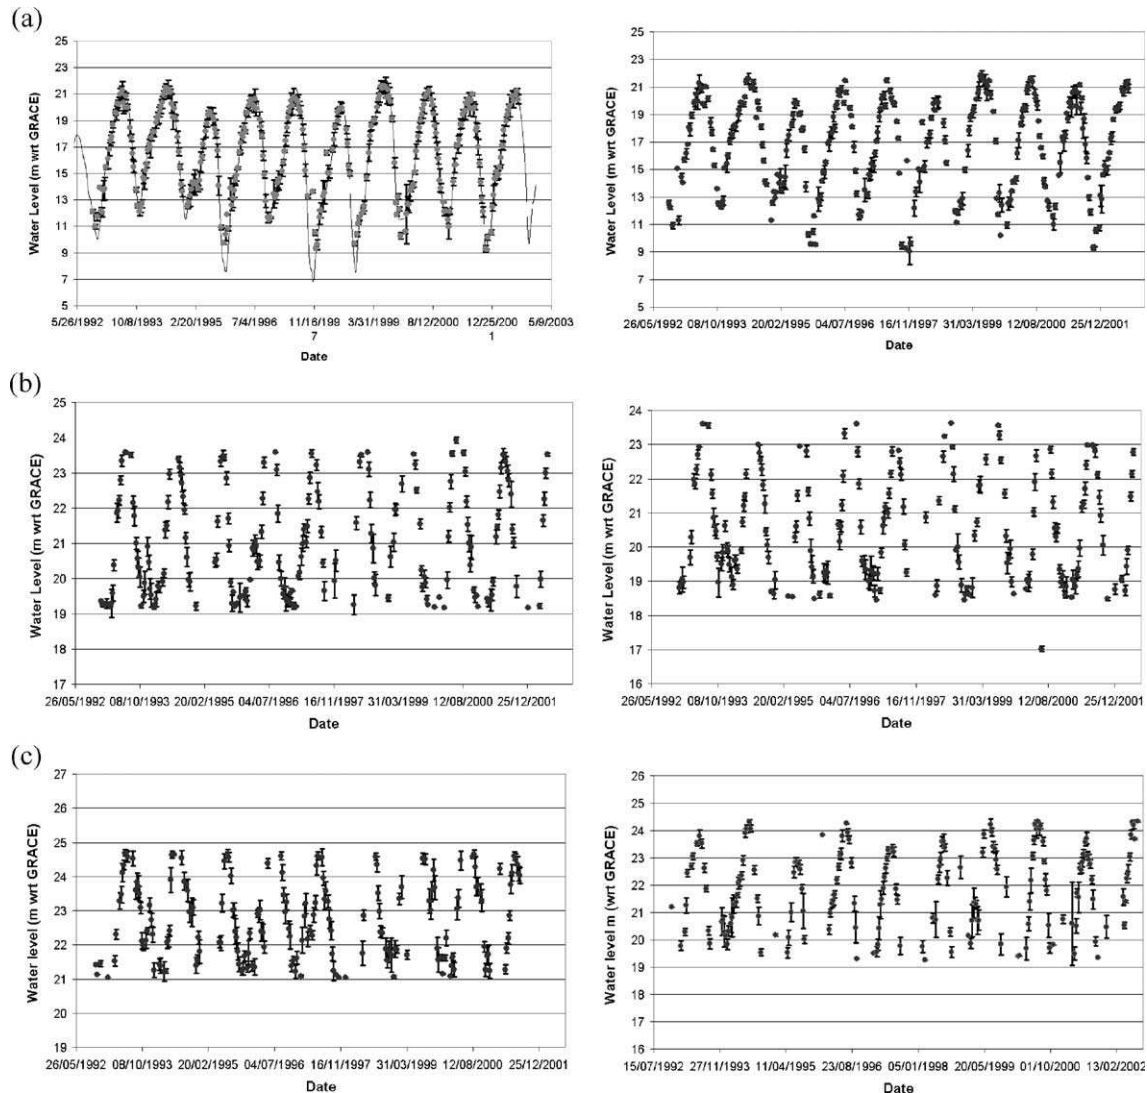 (a)
25
23
21
19
17
15
13
11
9
7
5
Water Level (m wrt GRACE)
5/26/1992 10/8/1993 2/20/1995 7/4/1996 11/16/199 3/31/1999 8/12/2000 12/25/200 5/9/2003
7 1
Date
25
23
21
19
17
15
13
11
9
7
5
Water Level (m wrt GRACE)
26/05/1992 08/10/1993 20/02/1995 04/07/1996 16/11/1997 31/03/1999 12/08/2000 25/12/2001
Date
(b)
25
24
23
22
21
20
19
18
17
Water Level (m wrt GRACE)
26/05/1992 08/10/1993 20/02/1995 04/07/1996 16/11/1997 31/03/1999 12/08/2000 25/12/2001
Date
24
23
22
21
20
19
18
17
16
Water Level (m wrt GRACE)
26/05/1992 08/10/1993 20/02/1995 04/07/1996 16/11/1997 31/03/1999 12/08/2000 25/12/2001
Date
(c)
27
26
25
24
23
22
21
20
19
Water level (m wrt GRACE)
26/05/1992 08/10/1993 20/02/1995 04/07/1996 16/11/1997 31/03/1999 12/08/2000 25/12/2001
Date
26
25
24
23
22
21
20
19
18
17
16
Water level m (wrt GRACE)
15/07/1992 27/11/1993 11/04/1995 23/08/1996 05/01/1998 20/05/1999 01/10/2000 13/02/2002
Date